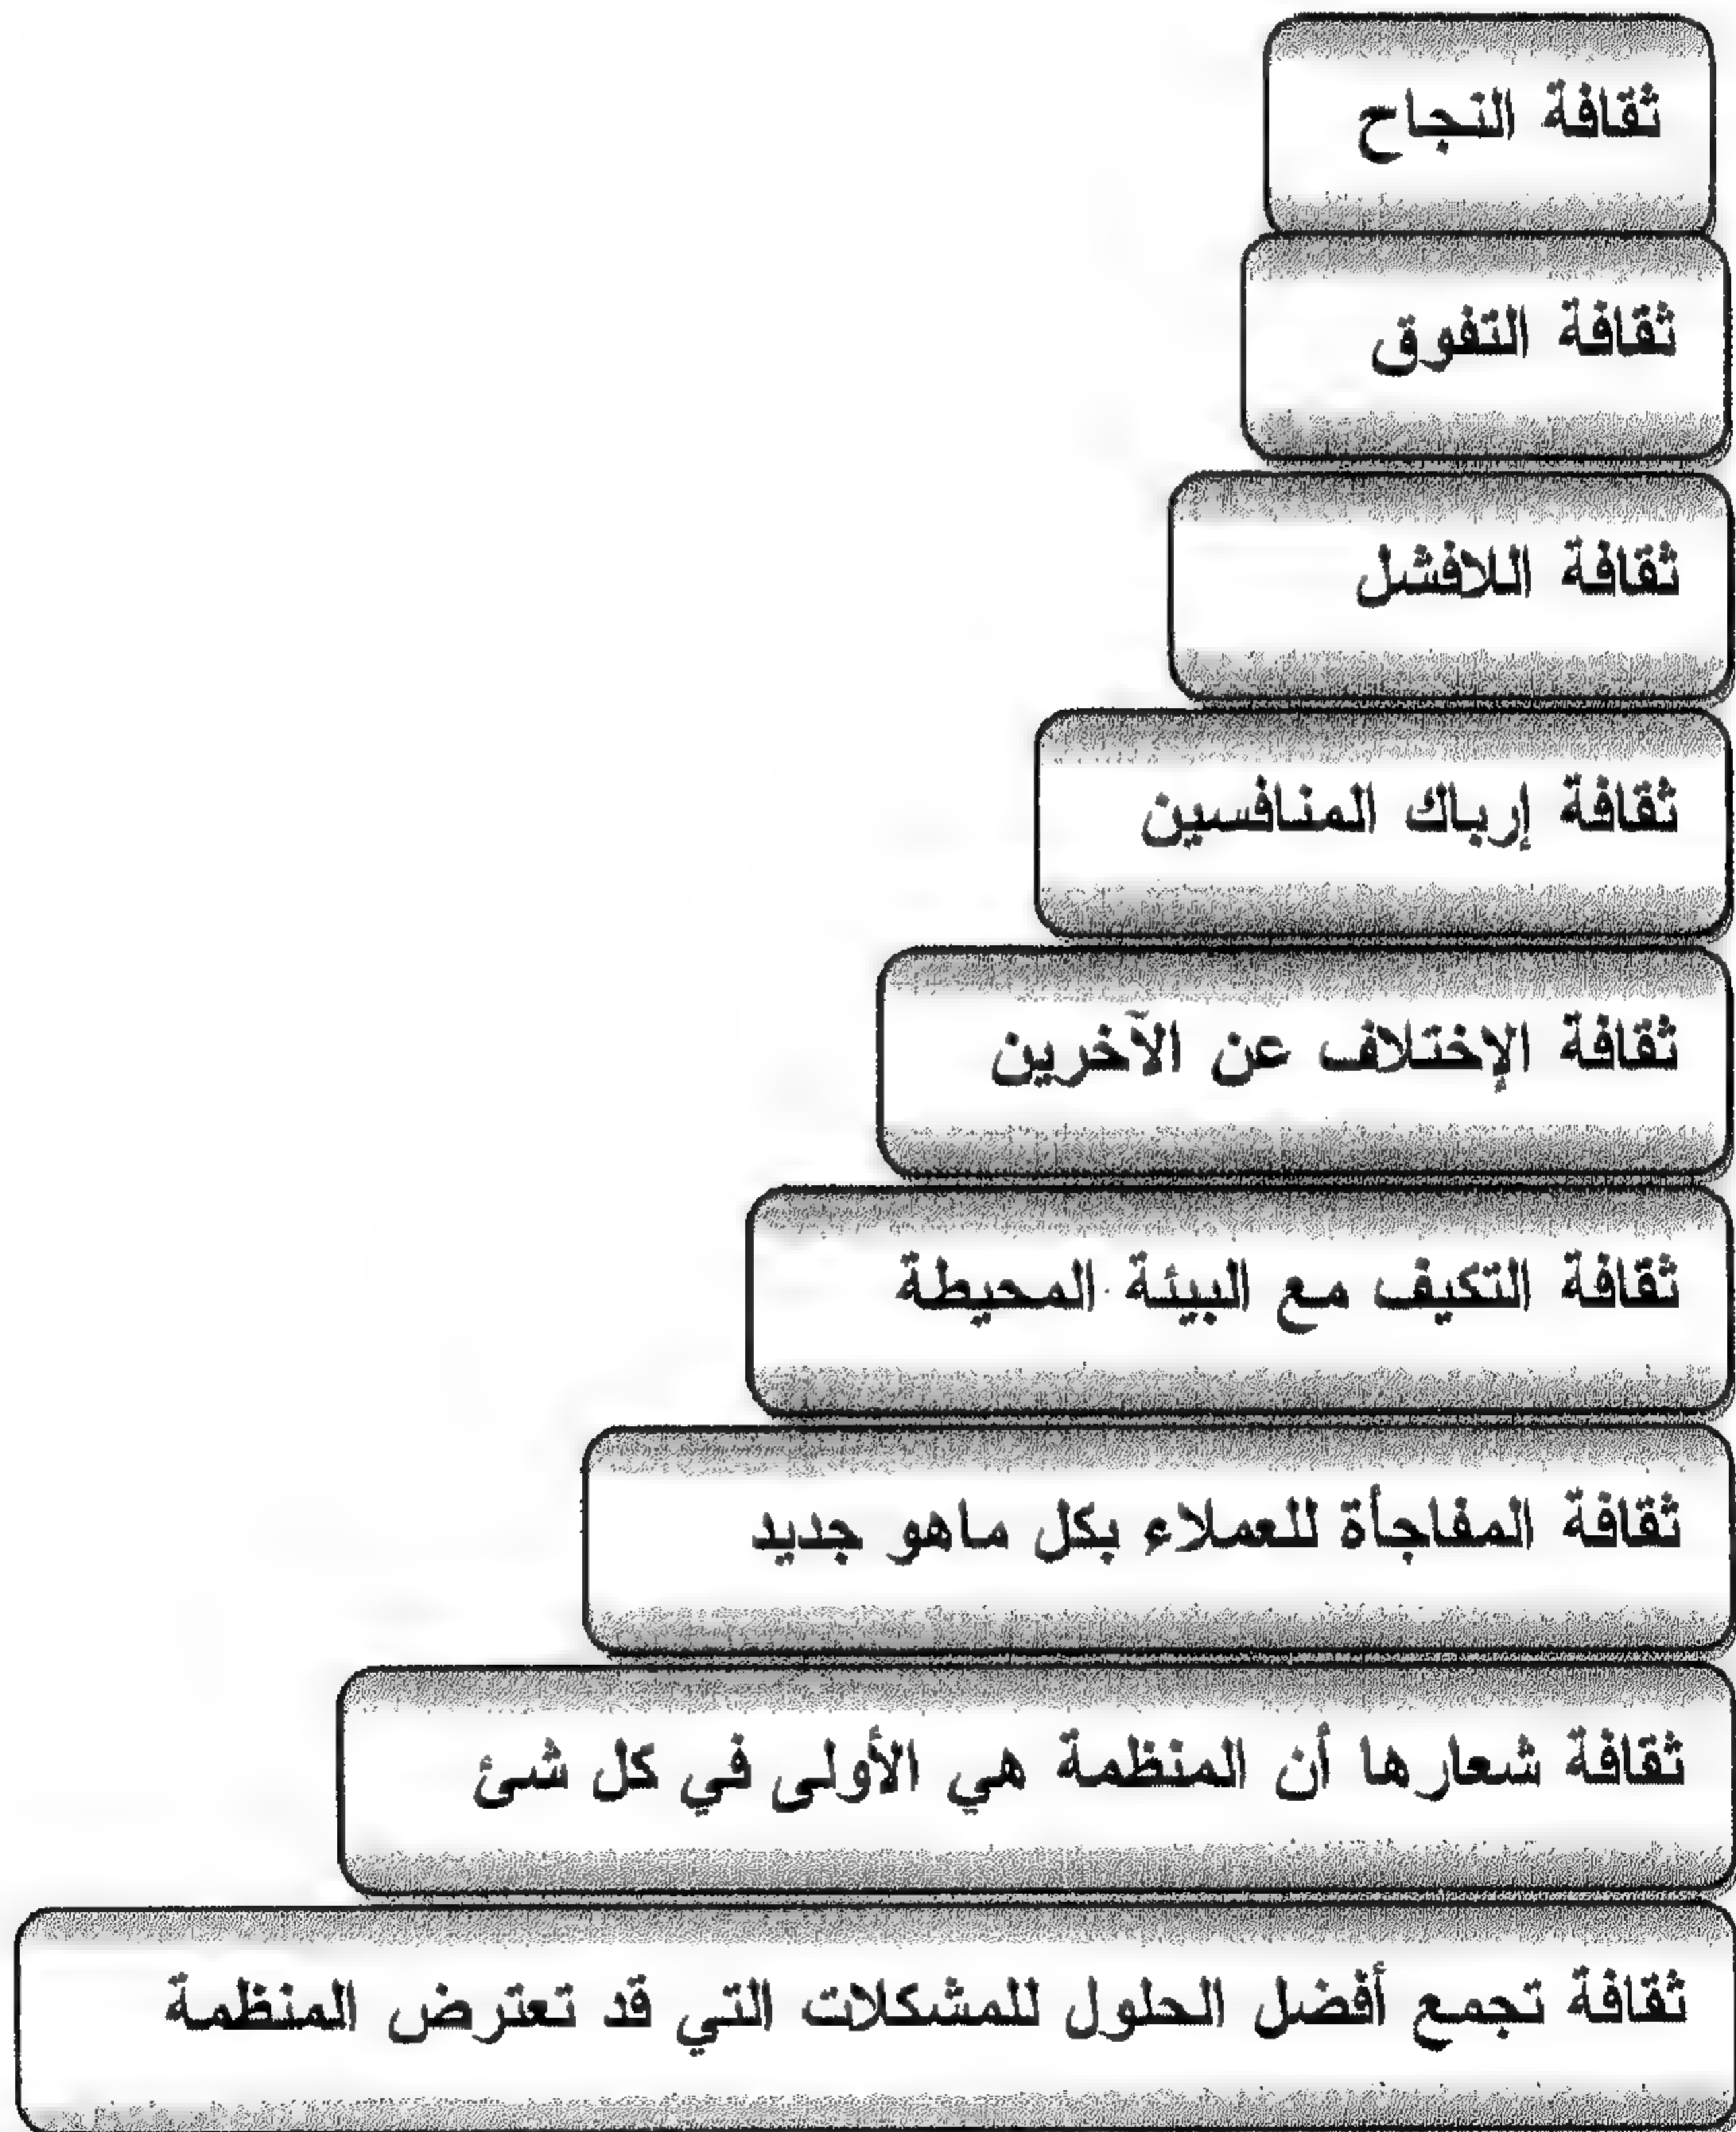 ثقافة النجاح
ثقافة التفوق
ثقافة اللافشل
ثقافة إرباك المنافسين
ثقافة الإختلاف عن الآخرين
ثقافة التكيف مع البيئة المحيطة
ثقافة المفاجأة للعملاء بكل ماهو جديد
ثقافة شعارها أن المنظمة هي الأولى في كل شئ
ثقافة تجمع أفضل الحلول للمشكلات التي قد تعترض المنظمة